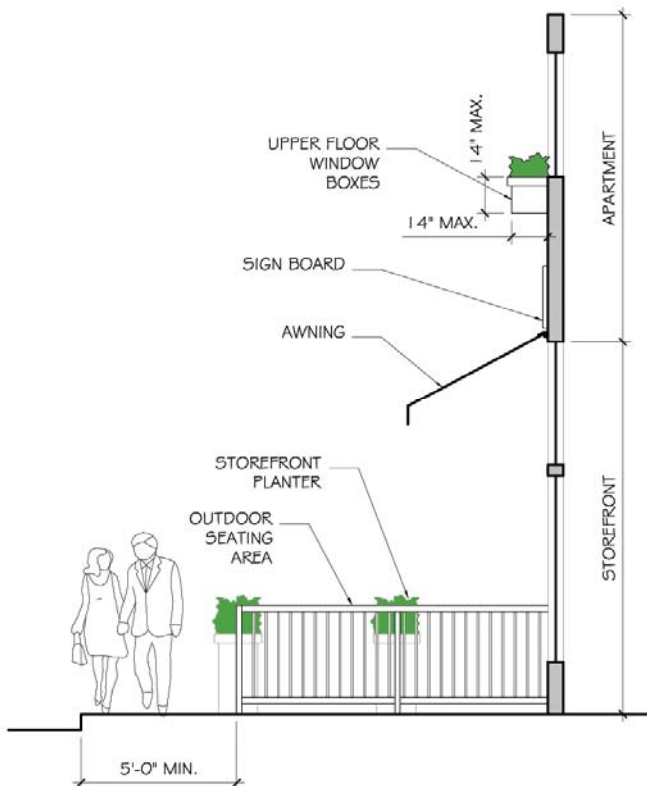 14" MAX.
UPPER FLOOR
WINDOW
BOXES
14" MAX.
APARTMENT
SIGN BOARD
AWNING
STOREFRONT
PLANTER
OUTDOOR
SEATING
AREA
STOREFRONT
5'-0" MIN.